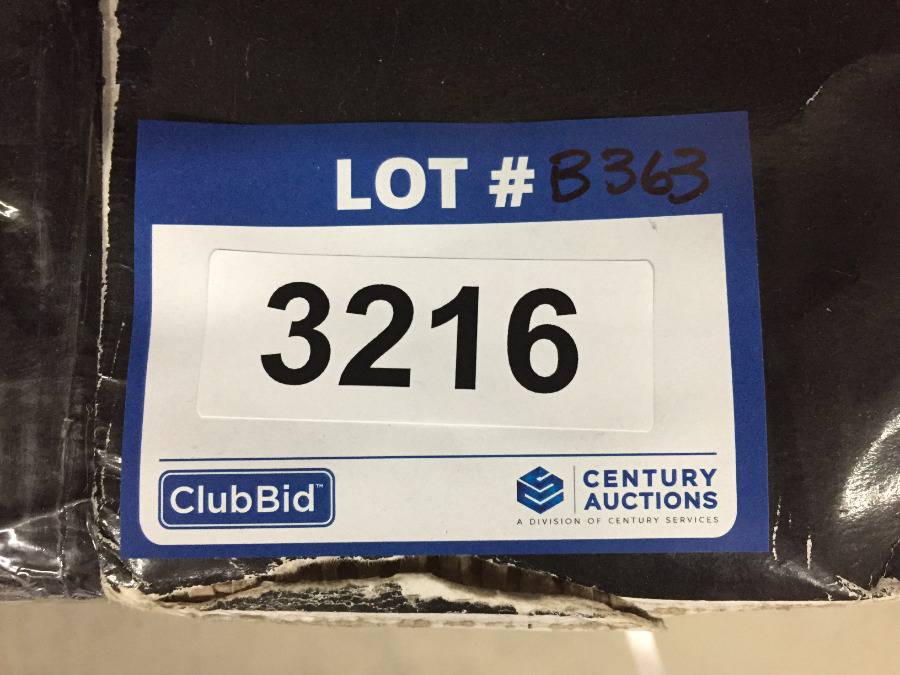 LOT # B363
3216
ClubBid™
CENTURY
AUCTIONS
A DIVISION OF CENTURY SERVICES